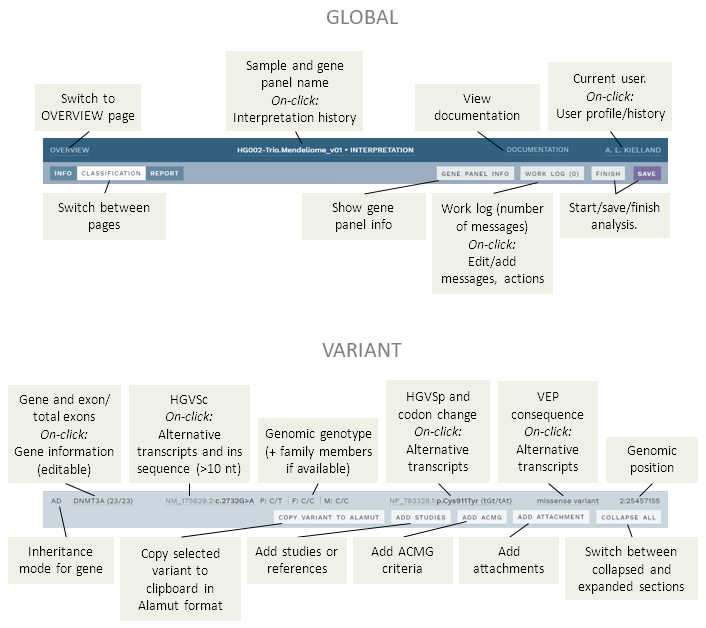 GLOBAL
Switch to
OVERVIEW page
Sample and gene
panel name
On-click:
Interpretation history
View
documentation
Current user.
On-click:
User profile/history
OVERVIEW
HG002-Trio.Mendeliome_v01 • INTERPRETATION
DOCUMENTATION
A. L. KIELLAND
INFO
CLASSIFICATION
REPORT
GENE PANEL INFO
WORK LOG (0)
FINISH
SAVE
Switch between
pages
Show gene
panel info
Work log (number
of messages)
On-click:
Edit/add
messages, actions
Start/save/finish
analysis.
VARIANT
Gene and exon/
total exons
On-click:
Gene information
(editable)
HGVSc
On-click:
Alternative
transcripts and ins
sequence (>10 nt)
Genomic genotype
(+ family members
if available)
HGVSp and
codon change
On-click:
Alternative
transcripts
VEP
consequence
On-click:
Alternative
transcripts
Genomic
position
AD
DNMT3A (23/23)
NM_175629.2:c.2732G>A
P: C/T
F: C/C
M: C/C
NP_783328.1:p.Cys911Tyr (tGt/tAt)
missense variant
2:25457155
COPY VARIANT TO ALAMUT
ADD STUDIES
ADD ACMG
ADD ATTACHMENT
COLLAPSE ALL
Inheritance
mode for gene
Copy selected
variant to
clipboard in
Alamut format
Add studies or
references
Add ACMG
criteria
Add
attachments
Switch between
collapsed and
expanded sections